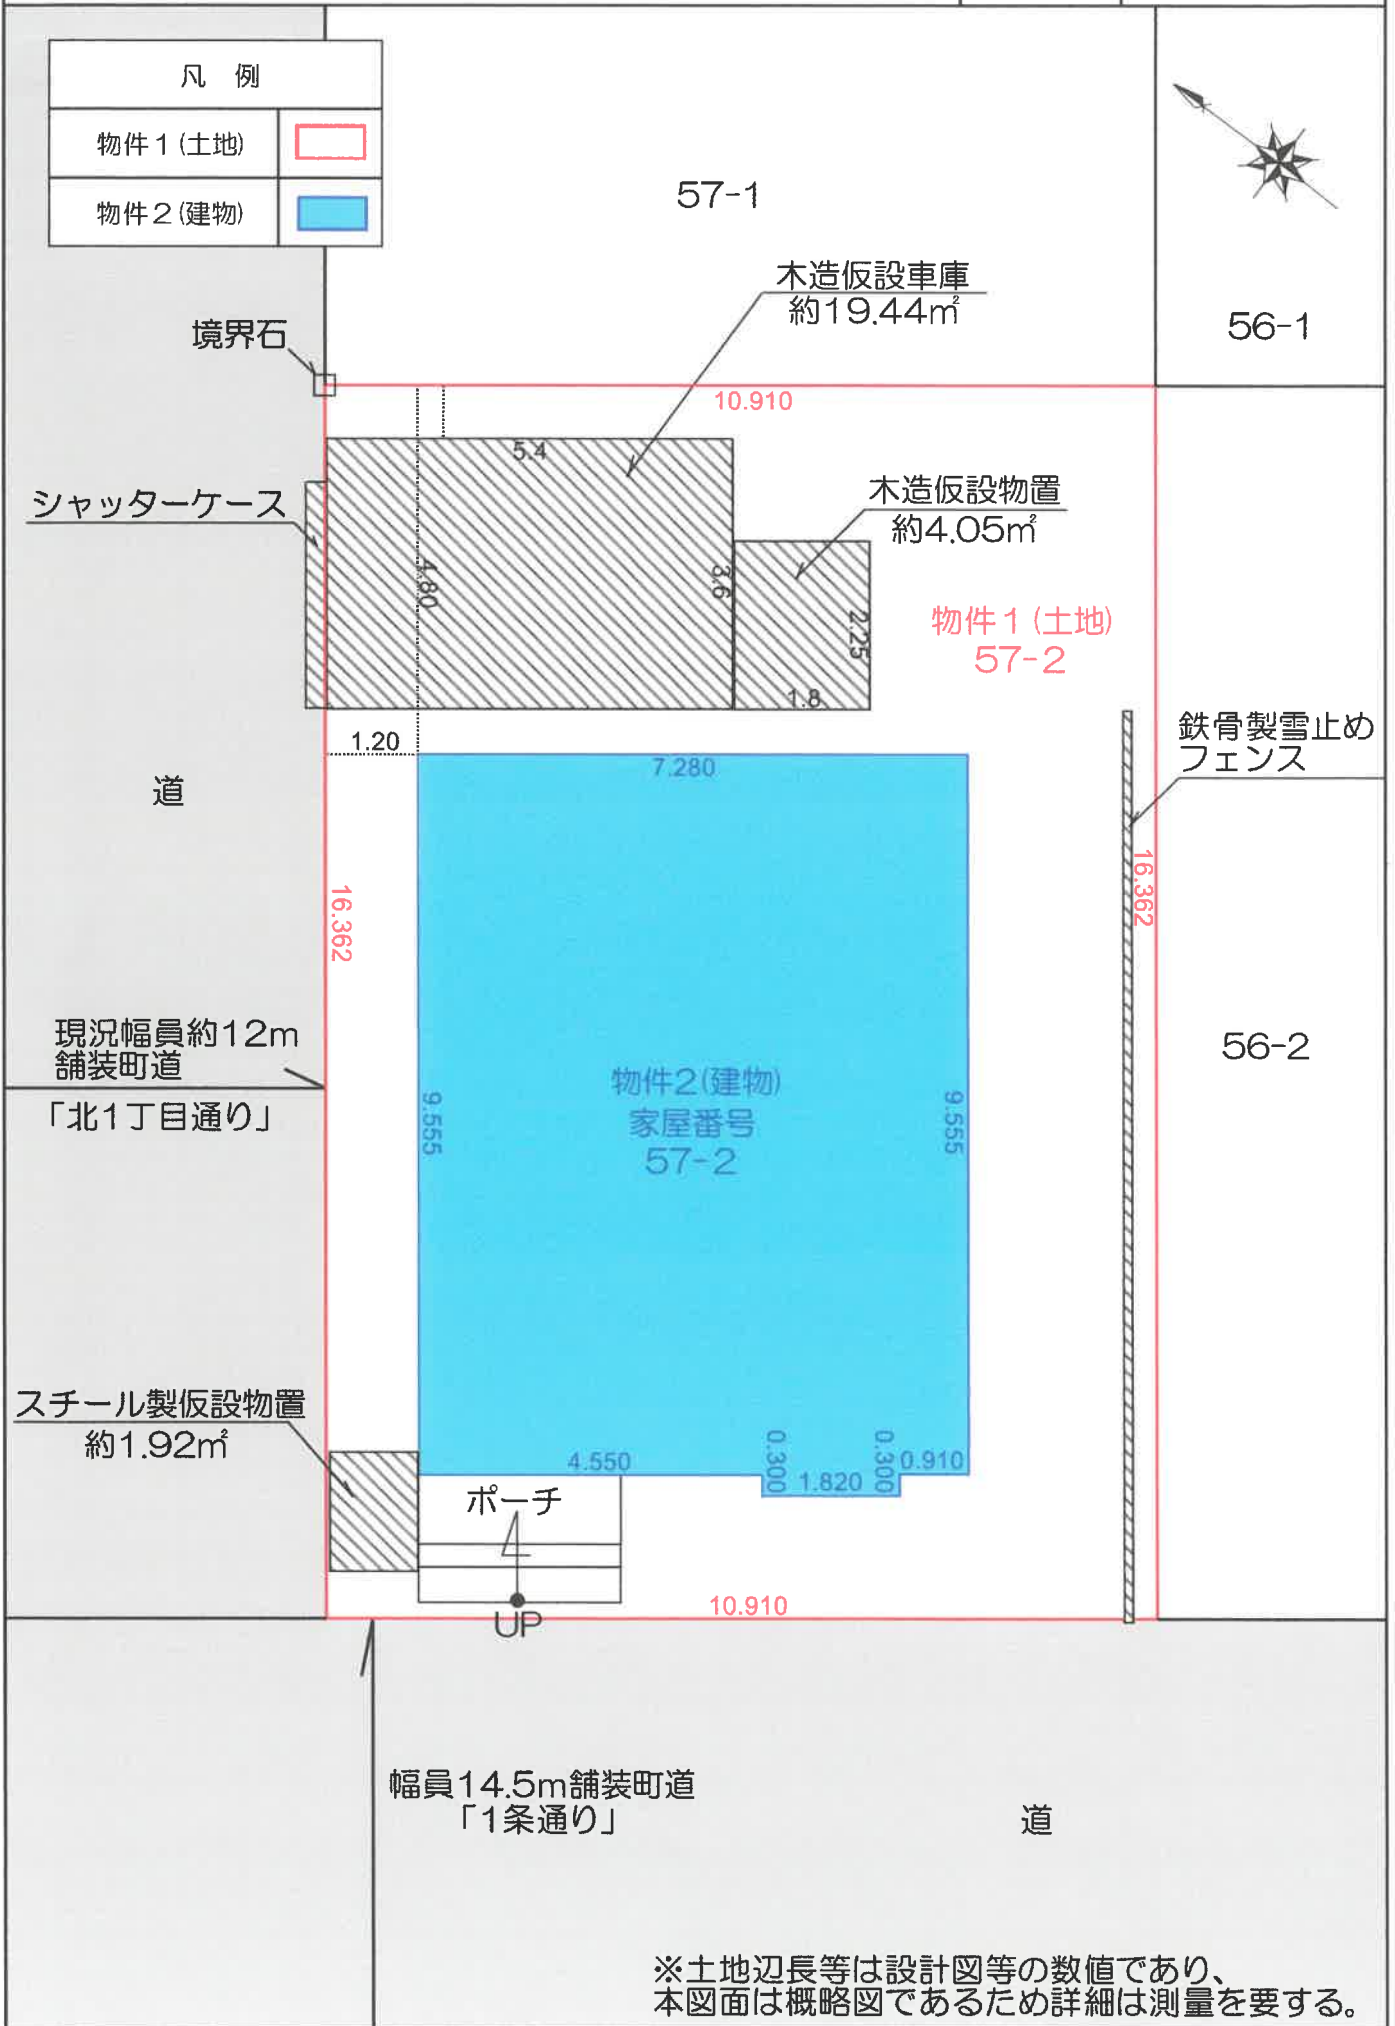 凡 例
物件1(土地)
物件2(建物)
57-1
木造仮設車庫
約19.44㎡
56-1
境界石
10.910
5.4
シャッターケース
木造仮設物置
約4.05㎡
4.80
3.6
2.25
1.8
物件1(土地)
57-2
鉄骨製雪止め
フェンス
1.20
7.280
道
16.362
16.362
現況幅員約12m
舗装町道
「北1丁目通り」
56-2
物件2(建物)
家屋番号
57-2
9.555
9.555
スチール製仮設物置
約1.92㎡
4.550
0.300
1.820
0.300
0.910
ポーチ
UP
10.910
幅員14.5m舗装町道
「1条通り」
道
※土地辺長等は設計図等の数値であり、
本図面は概略図であるため詳細は測量を要する。